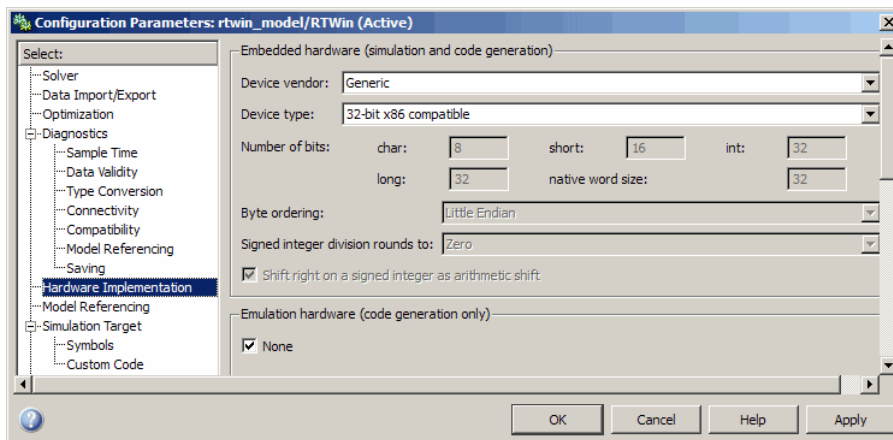 Configuration Parameters: rtwin_model/RTWin (Active)
Select:
Solver
Data Import/Export
Optimization
Diagnostics
Sample Time
Data Validity
Type Conversion
Connectivity
Compatibility
Model Referencing
Saving
Hardware Implementation
Model Referencing
Simulation Target
Symbols
Custom Code
Embedded hardware (simulation and code generation)
Device vendor: Generic
Device type: 32-bit x86 compatible
Number of bits: char: 8 short: 16 int: 32
long: 32 native word size: 32
Byte ordering: Little Endian
Signed integer division rounds to: Zero
Shift right on a signed integer as arithmetic shift
Emulation hardware (code generation only)
None
OK Cancel Help Apply